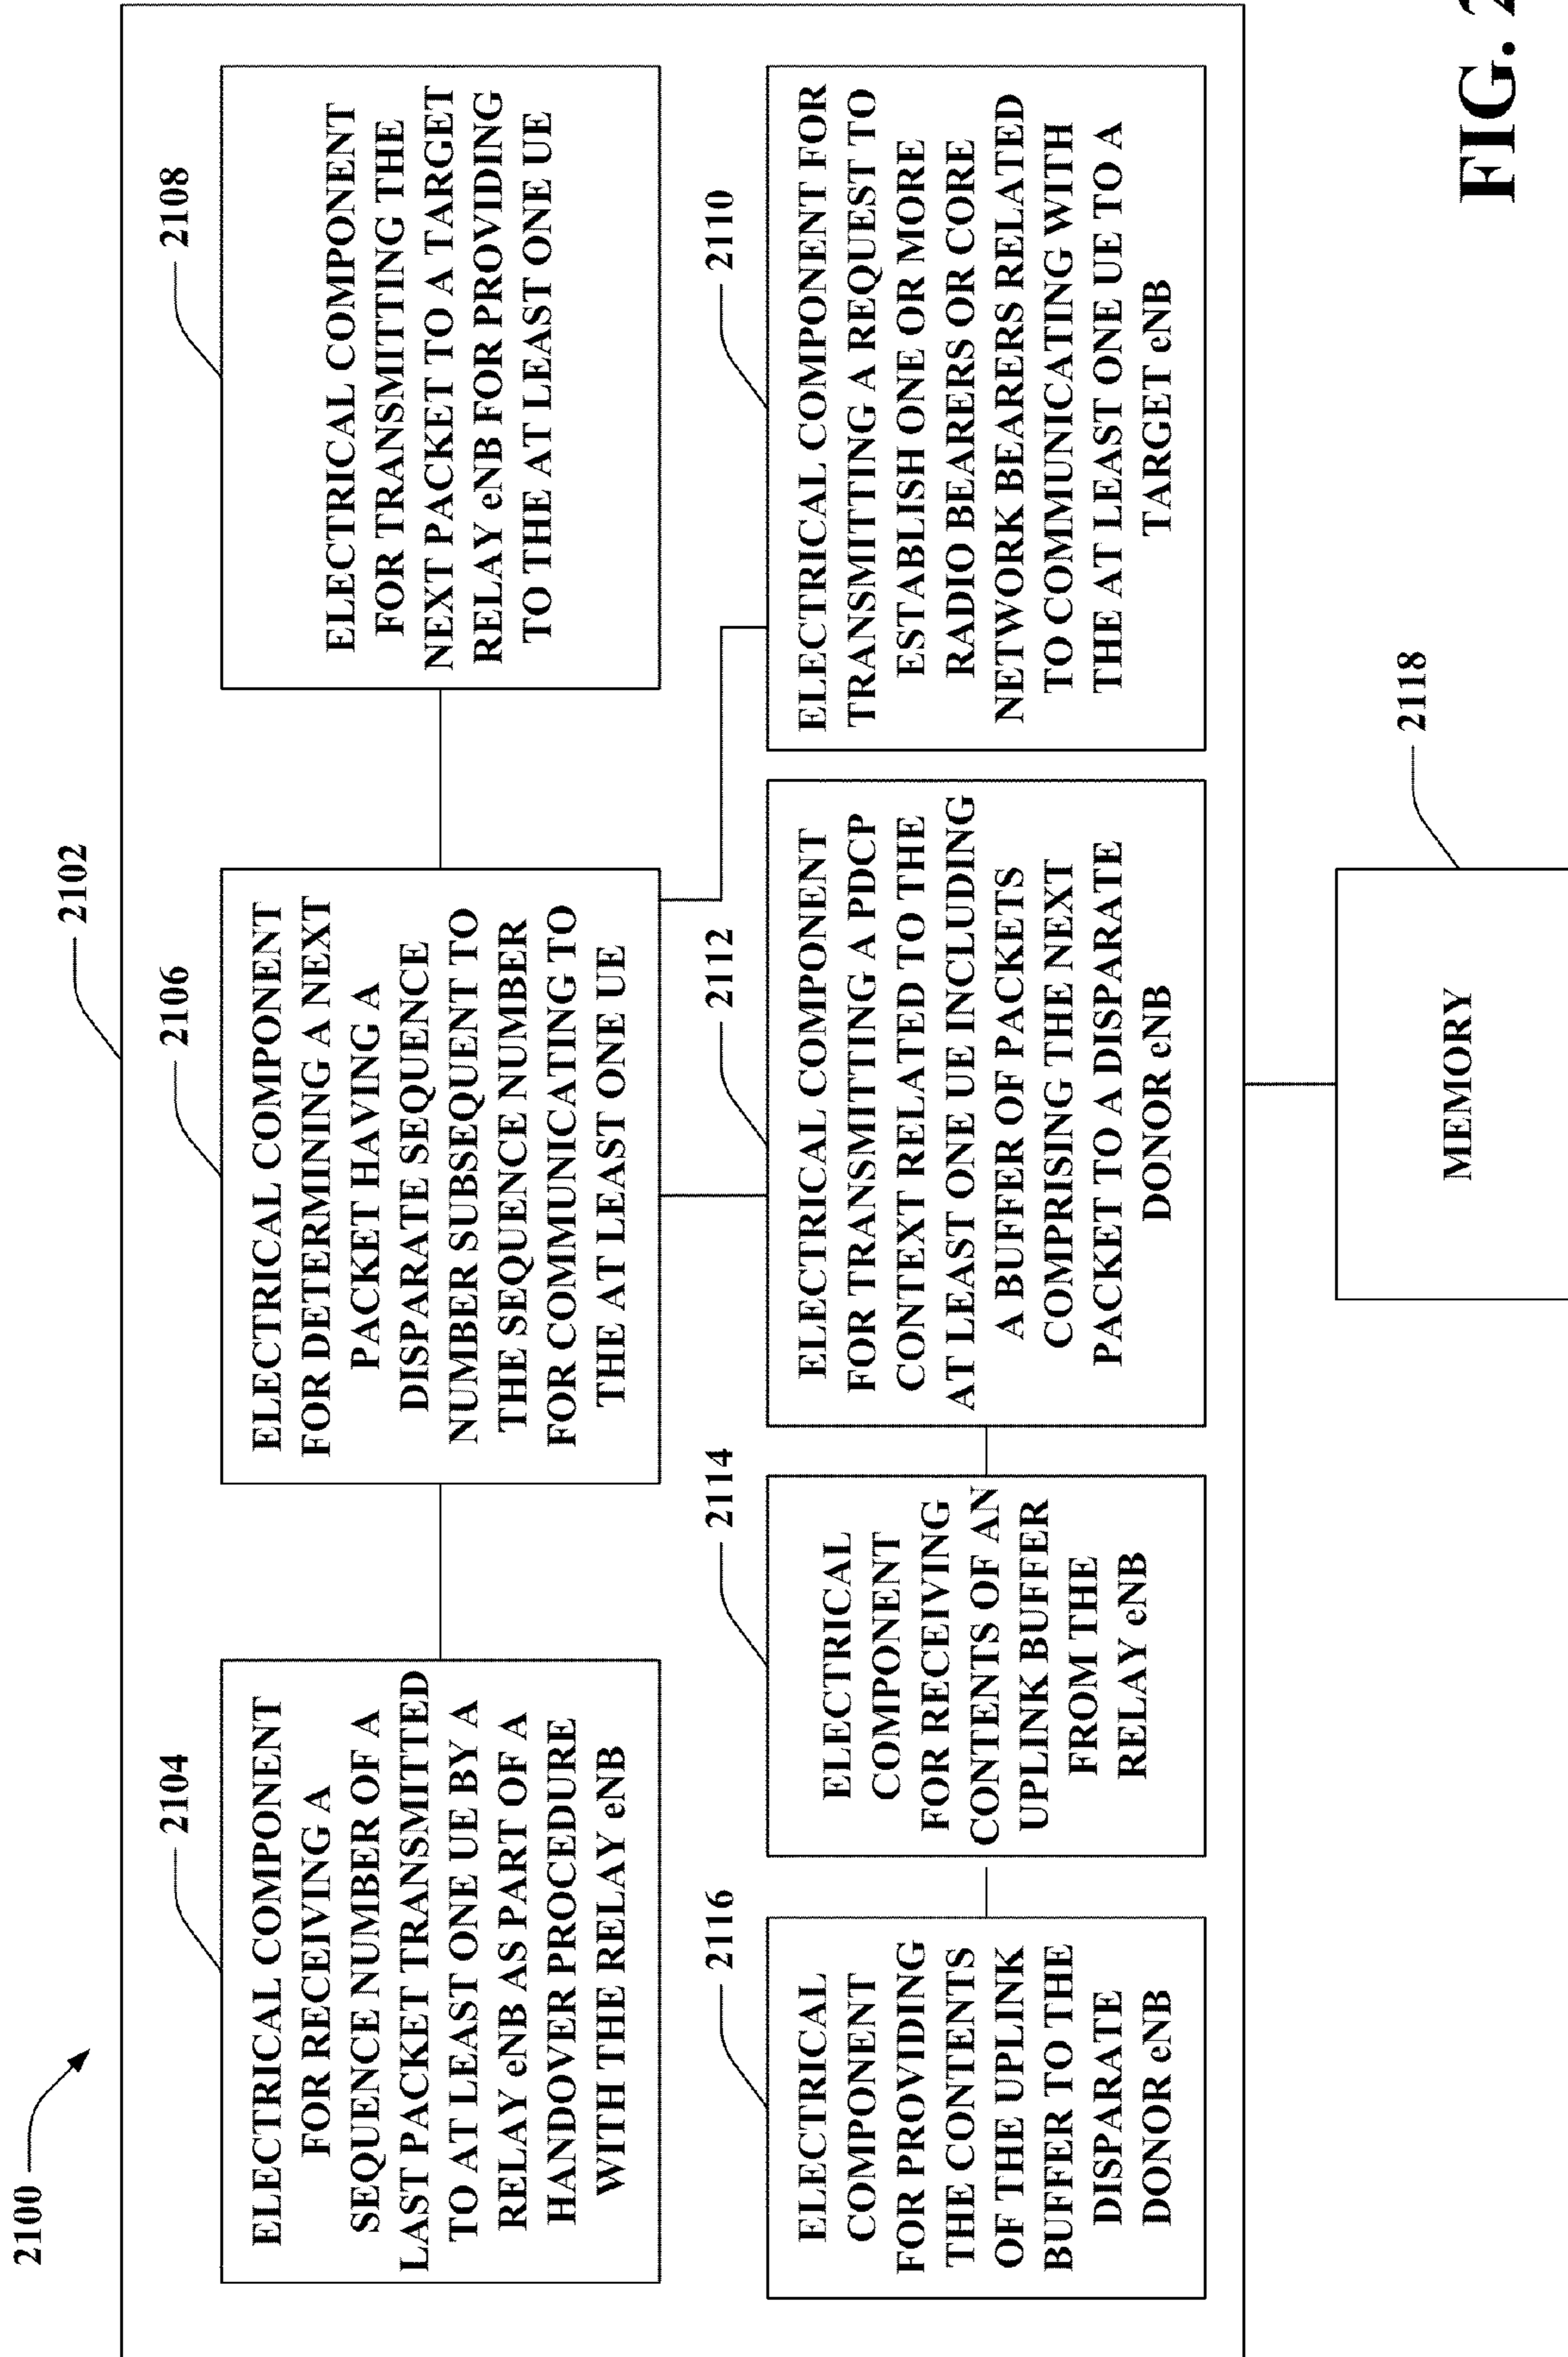 2100
2102
2104
ELECTRICAL COMPONENT
FOR RECEIVING A
SEQUENCE NUMBER OF A
LAST PACKET TRANSMITTED
TO AT LEAST ONE UE BY A
RELAY eNB AS PART OF A
HANDOVER PROCEDURE
WITH THE RELAY eNB
2106
ELECTRICAL COMPONENT
FOR DETERMINING A NEXT
PACKET HAVING A
DISPARATE SEQUENCE
NUMBER SUBSEQUENT TO
THE SEQUENCE NUMBER
FOR COMMUNICATING TO
THE AT LEAST ONE UE
2108
ELECTRICAL COMPONENT
FOR TRANSMITTING THE
NEXT PACKET TO A TARGET
RELAY eNB FOR PROVIDING
TO THE AT LEAST ONE UE
2116
ELECTRICAL
COMPONENT
FOR PROVIDING
THE CONTENTS
OF THE UPLINK
BUFFER TO THE
DISPARATE
DONOR eNB
2114
ELECTRICAL
COMPONENT
FOR RECEIVING
CONTENTS OF AN
UPLINK BUFFER
FROM THE
RELAY eNB
2112
ELECTRICAL COMPONENT
FOR TRANSMITTING A PDCP
CONTEXT RELATED TO THE
AT LEAST ONE UE INCLUDING
A BUFFER OF PACKETS
COMPRISING THE NEXT
PACKET TO A DISPARATE
DONOR eNB
2110
ELECTRICAL COMPONENT FOR
TRANSMITTING A REQUEST TO
ESTABLISH ONE OR MORE
RADIO BEARERS OR CORE
NETWORK BEARERS RELATED
TO COMMUNICATING WITH
THE AT LEAST ONE UE TO A
TARGET eNB
2118
MEMORY
FIG. 2